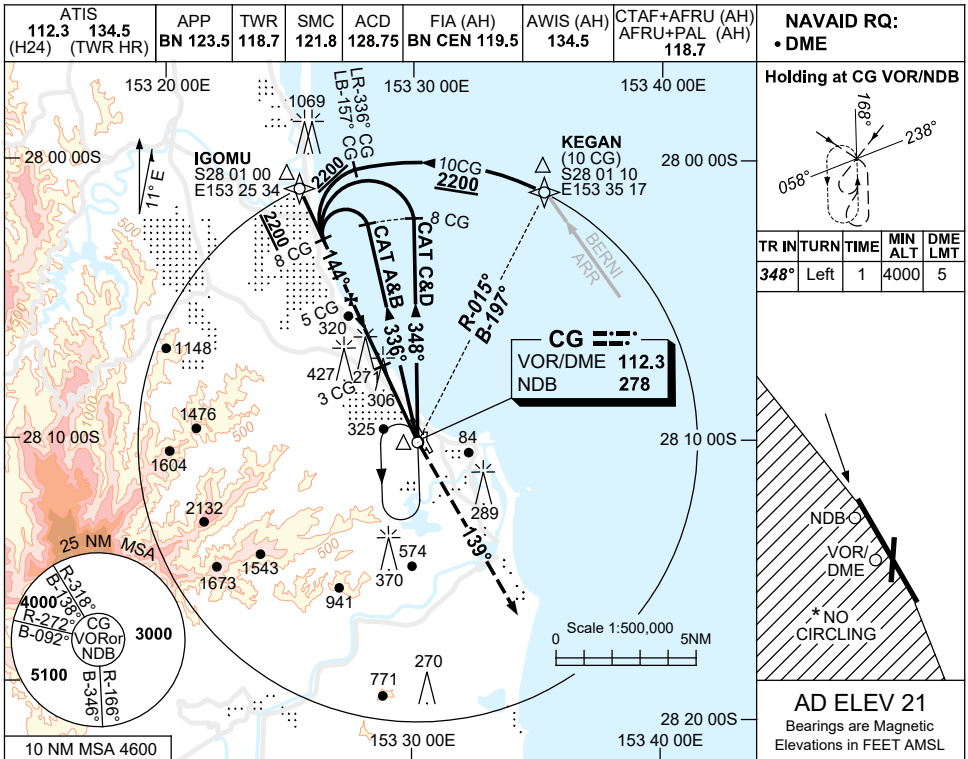 ATIS
112.3 134.5
(H24) (TWR HR)
APP
BN 123.5
TWR
118.7
SMC
121.8
ACD
128.75
FIA (AH)
BN CEN 119.5
AWIS (AH)
134.5
CTAF+AFRU (AH)
AFRU+PAL (AH)
118.7
NAVAID RQ:
• DME
153 20 00E
153 30 00E
153 40 00E
LR-336° CG
LB-157° CG
1069
28 00 00S
28 00 00S
11° E
IGOMU
S28 01 00
E153 25 34
2200
10CG
2200
KEGAN
(10 CG)
S28 01 10
E153 35 17
500
2200
8 CG
8 CG
144°
CAT A&B
336°
CAT C&D
348°
R-015°
B-197°
BERNI
ARR
5 CG
320
427
271
3 CG
306
CG
VOR/DME 112.3
NDB 278
1148
1000
1476
500
1604
325
84
28 10 00S
28 10 00S
289
2132
500
1543
1673
574
370
941
139°
25 NM MSA
R-318°
B-138°
4000
R-272°
B-092°
CG
VORor
NDB
3000
5100
R-166°
B-346°
Scale 1:500,000
0 5NM
771
270
28 20 00S
10 NM MSA 4600
153 30 00E
153 40 00E
Holding at CG VOR/NDB
168°
238°
058°
TR IN TURN TIME MIN ALT DME LMT
348° Left 1 4000 5
NDB
VOR/
DME
*NO
CIRCLING
AD ELEV 21
Bearings are Magnetic
Elevations in FEET AMSL